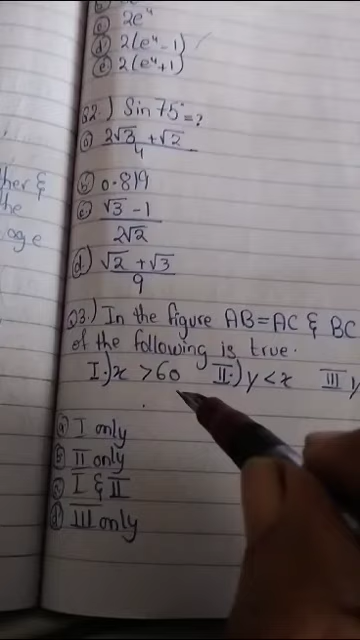 ⓒ 2e⁴
ⓓ 2(e⁴-1)
ⓔ 2(e⁴+1)
Q2.) Sin 75° = ?
ⓐ 2√3 + √2 / 4
ⓑ 0.819
ⓒ √3 - 1 / 2√2
ⓓ √2 + √3 / 9
Q3.) In the figure AB=AC & BC
of the following is true.
I.) x >60 II.) y < x III y
ⓐ I only
ⓑ II only
ⓒ I & II
ⓓ III only
her &
the
age